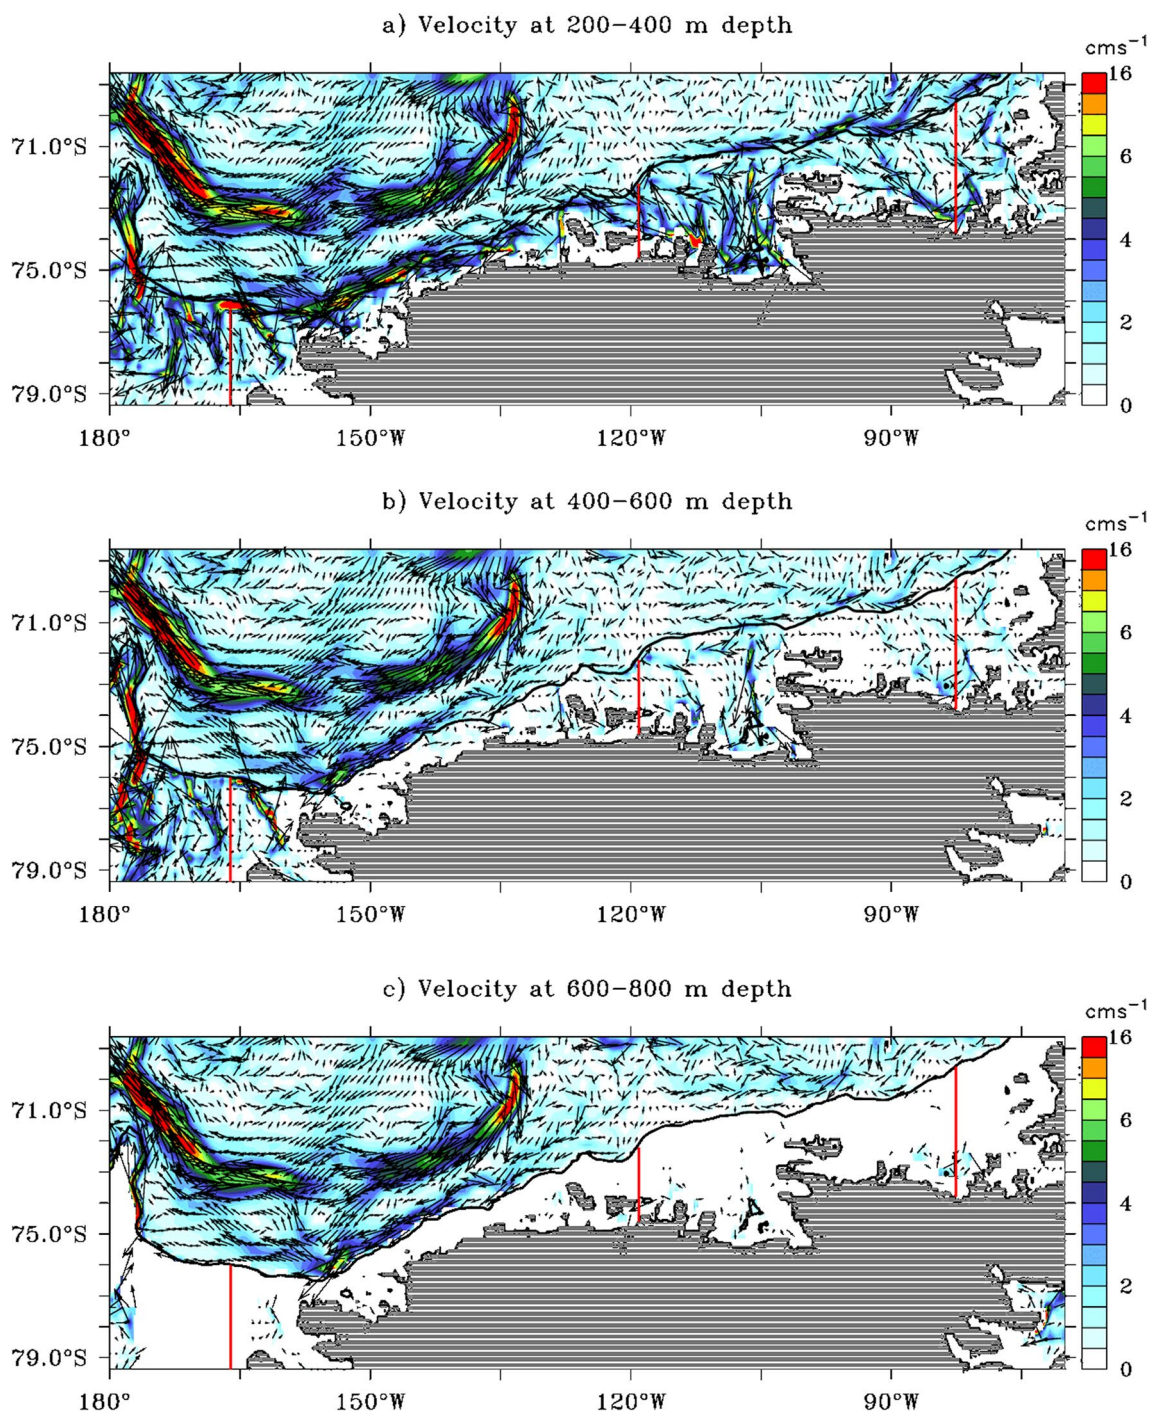 a) Velocity at 200−400 m depth
cms⁻¹
16
6
4
2
0
71.0°S
75.0°S
79.0°S
180° 150°W 120°W 90°W
b) Velocity at 400−600 m depth
cms⁻¹
16
6
4
2
0
71.0°S
75.0°S
79.0°S
180° 150°W 120°W 90°W
c) Velocity at 600−800 m depth
cms⁻¹
16
6
4
2
0
71.0°S
75.0°S
79.0°S
180° 150°W 120°W 90°W